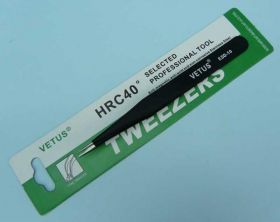 VETUS®
HRC40°
SELECTED
PROFESSIONAL TOOL
TWEEZERS
VETUS® ESD-10